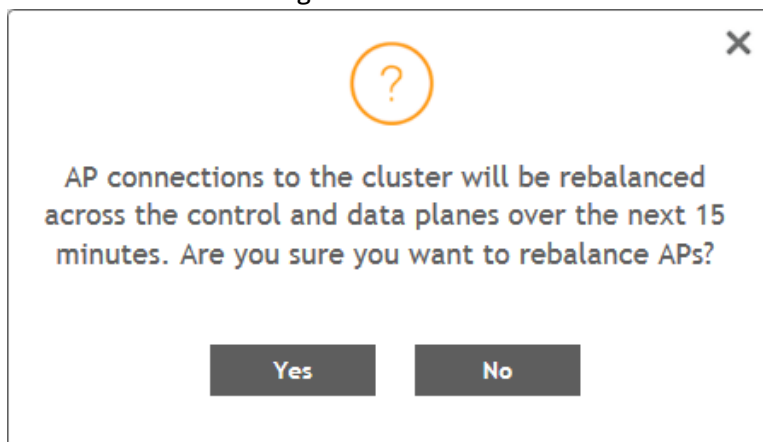 ?
AP connections to the cluster will be rebalanced
across the control and data planes over the next 15
minutes. Are you sure you want to rebalance APs?
Yes No